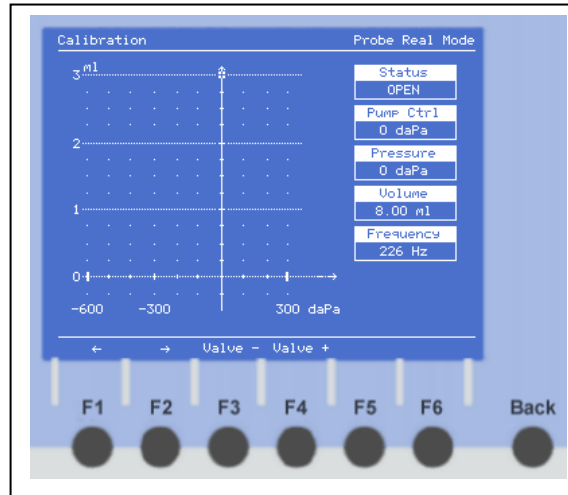 Calibration Probe Real Mode
ml
3
2
1
0
-600 -300 300 daPa
Status
OPEN
Pump Ctrl
0 daPa
Pressure
0 daPa
Volume
8.00 ml
Frequency
226 Hz
← → Valve - Valve +
F1 F2 F3 F4 F5 F6 Back